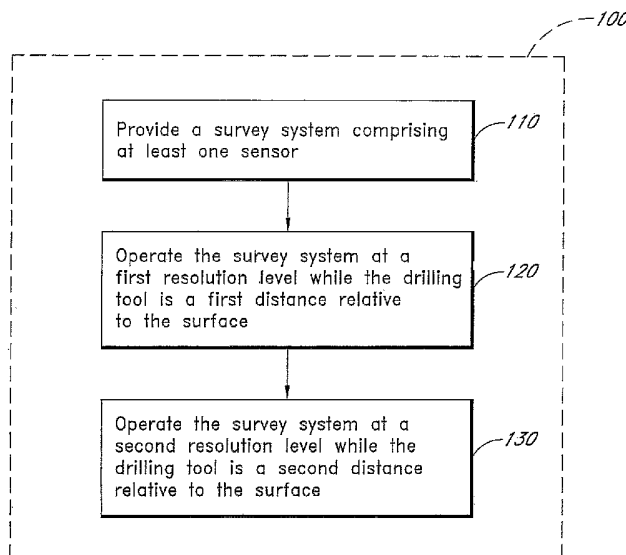 100
Provide a survey system comprising
at least one sensor
110
Operate the survey system at a
first resolution level while the drilling
tool is a first distance relative
to the surface
120
Operate the survey system at a
second resolution level while the
drilling tool is a second distance
relative to the surface
130